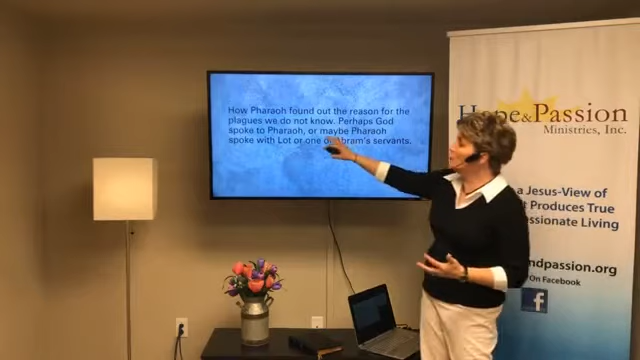 How Pharaoh found out the reason for the
plagues we do not know. Perhaps God
spoke to Pharaoh, or maybe Pharaoh
spoke with Lot or one Abram's servants.
Hope&Passion
Ministries, Inc.
a Jesus-View of
Produces True
Living
ndpassion.org
On Facebook
f